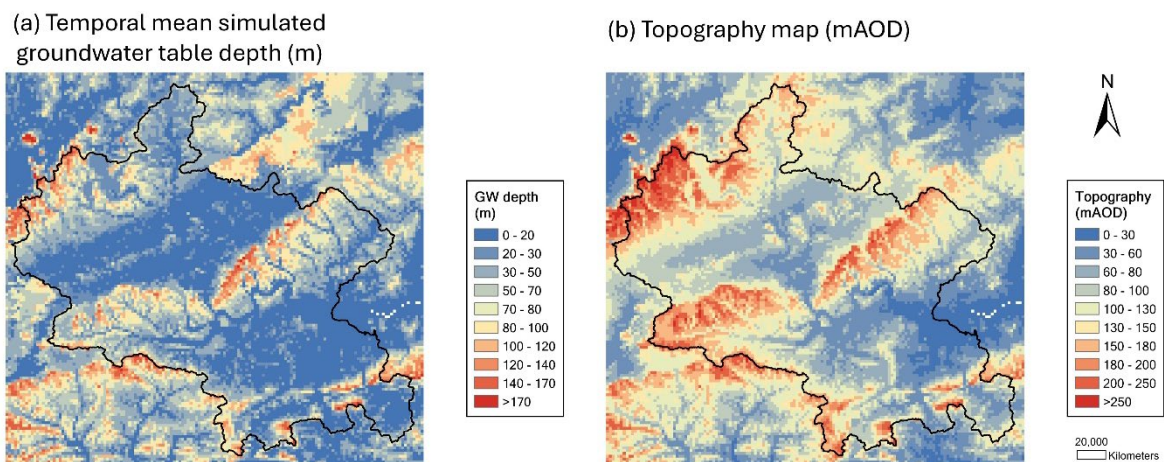 (a) Temporal mean simulated
groundwater table depth (m)
(b) Topography map (mAOD)
N
GW depth
(m)
0 - 20
20 - 30
30 - 50
50 - 70
70 - 80
80 - 100
100 - 120
120 - 140
140 - 170
>170
Topography
(mAOD)
0 - 30
30 - 60
60 - 80
80 - 100
100 - 130
130 - 150
150 - 180
180 - 200
200 - 250
>250
20,000
Kilometers